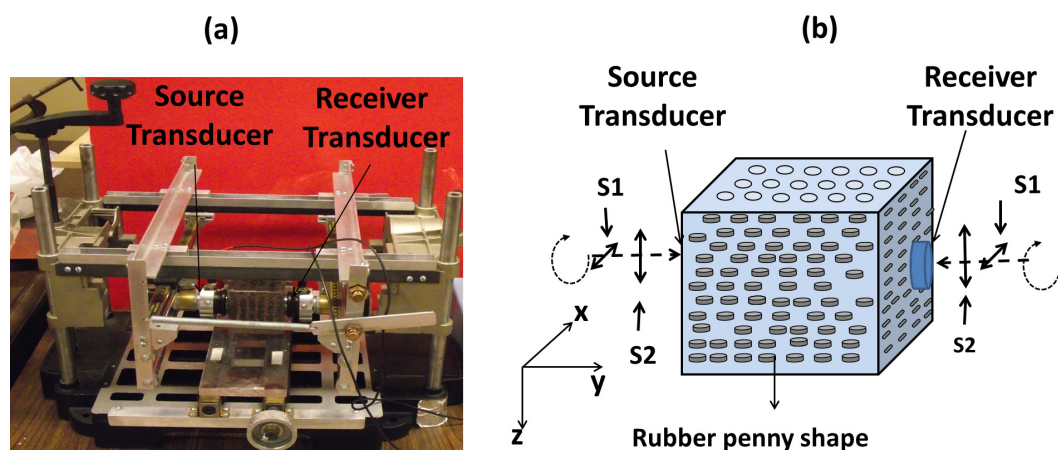 (a)
Source
Transducer
Receiver
Transducer
(b)
Source
Transducer
Receiver
Transducer
S1
S1
S2
S2
x
y
z
Rubber penny shape